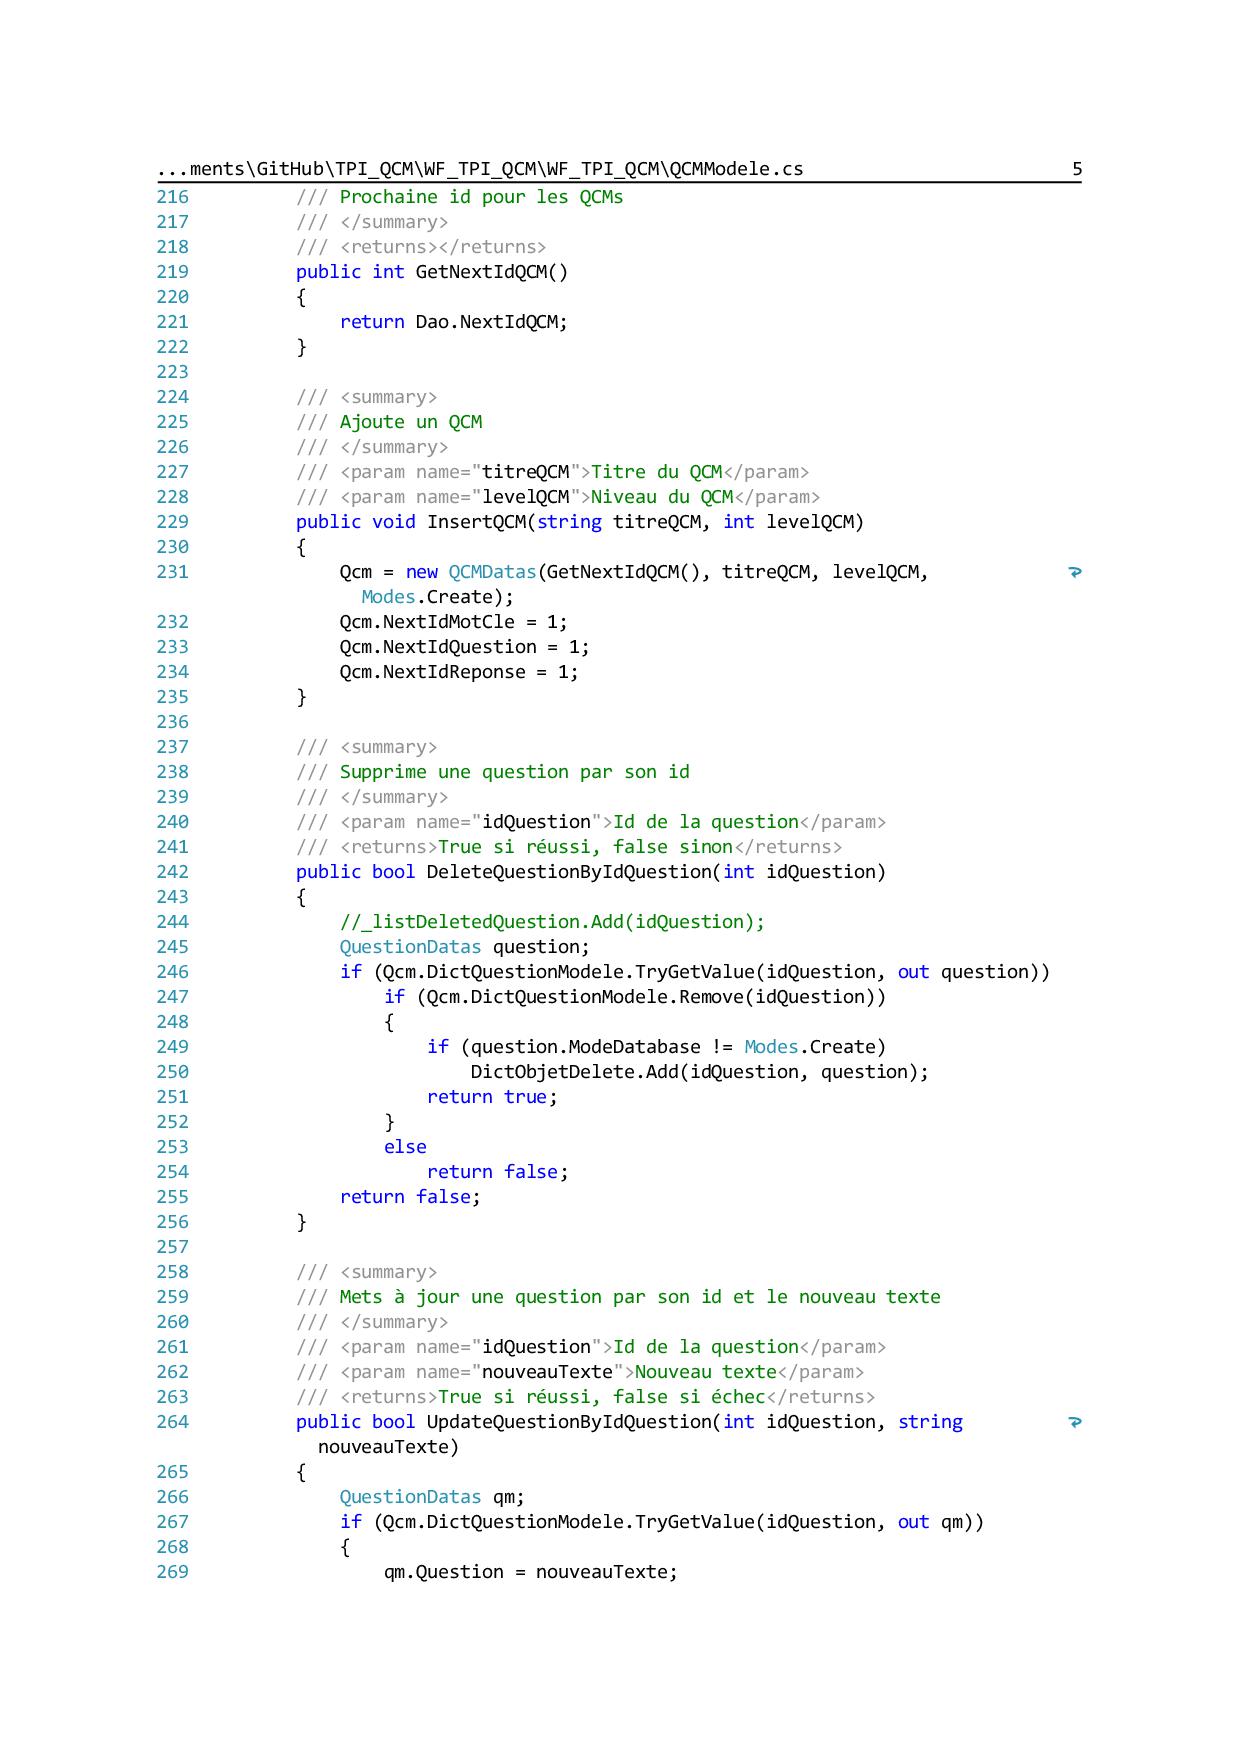 ...ments\GitHub\TPI_QCM\WF_TPI_QCM\WF_TPI_QCM\QCMModele.cs 5
216 /// Prochaine id pour les QCMs
217 /// </summary>
218 /// <returns></returns>
219 public int GetNextIdQCM()
220 {
221 return Dao.NextIdQCM;
222 }
223
224 /// <summary>
225 /// Ajoute un QCM
226 /// </summary>
227 /// <param name="titreQCM">Titre du QCM</param>
228 /// <param name="levelQCM">Niveau du QCM</param>
229 public void InsertQCM(string titreQCM, int levelQCM)
230 {
231 Qcm = new QCMDatas(GetNextIdQCM(), titreQCM, levelQCM,
Modes.Create);
232 Qcm.NextIdMotCle = 1;
233 Qcm.NextIdQuestion = 1;
234 Qcm.NextIdReponse = 1;
235 }
236
237 /// <summary>
238 /// Supprime une question par son id
239 /// </summary>
240 /// <param name="idQuestion">Id de la question</param>
241 /// <returns>True si réussi, false sinon</returns>
242 public bool DeleteQuestionByIdQuestion(int idQuestion)
243 {
244 //_listDeletedQuestion.Add(idQuestion);
245 QuestionDatas question;
246 if (Qcm.DictQuestionModele.TryGetValue(idQuestion, out question))
247 if (Qcm.DictQuestionModele.Remove(idQuestion))
248 {
249 if (question.ModeDatabase != Modes.Create)
250 DictObjetDelete.Add(idQuestion, question);
251 return true;
252 }
253 else
254 return false;
255 return false;
256 }
257
258 /// <summary>
259 /// Mets à jour une question par son id et le nouveau texte
260 /// </summary>
261 /// <param name="idQuestion">Id de la question</param>
262 /// <param name="nouveauTexte">Nouveau texte</param>
263 /// <returns>True si réussi, false si échec</returns>
264 public bool UpdateQuestionByIdQuestion(int idQuestion, string
nouveauTexte)
265 {
266 QuestionDatas qm;
267 if (Qcm.DictQuestionModele.TryGetValue(idQuestion, out qm))
268 {
269 qm.Question = nouveauTexte;